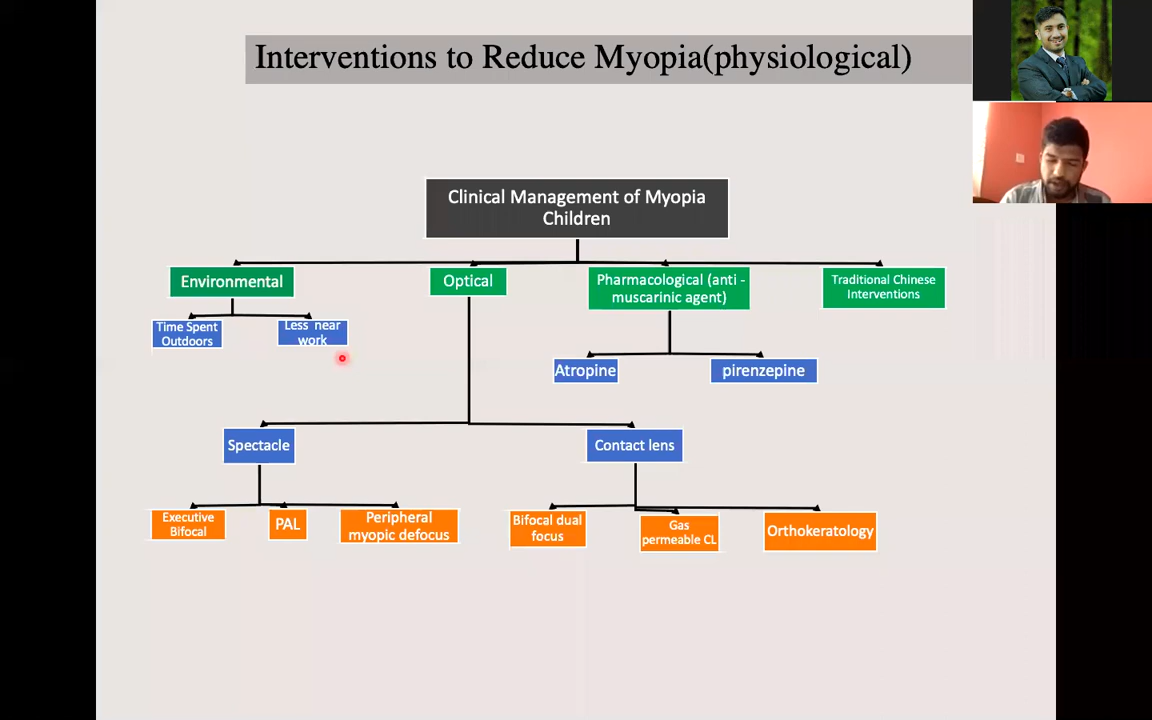 Interventions to Reduce Myopia(physiological)
Clinical Management of Myopia
Children
Environmental
Optical
Pharmacological (anti -
muscarinic agent)
Traditional Chinese
Interventions
Time Spent
Outdoors
Less near
work
Atropine
pirenzepine
Spectacle
Contact lens
Executive
Bifocal
PAL
Peripheral
myopic defocus
Bifocal dual
focus
Gas
permeable CL
Orthokeratology